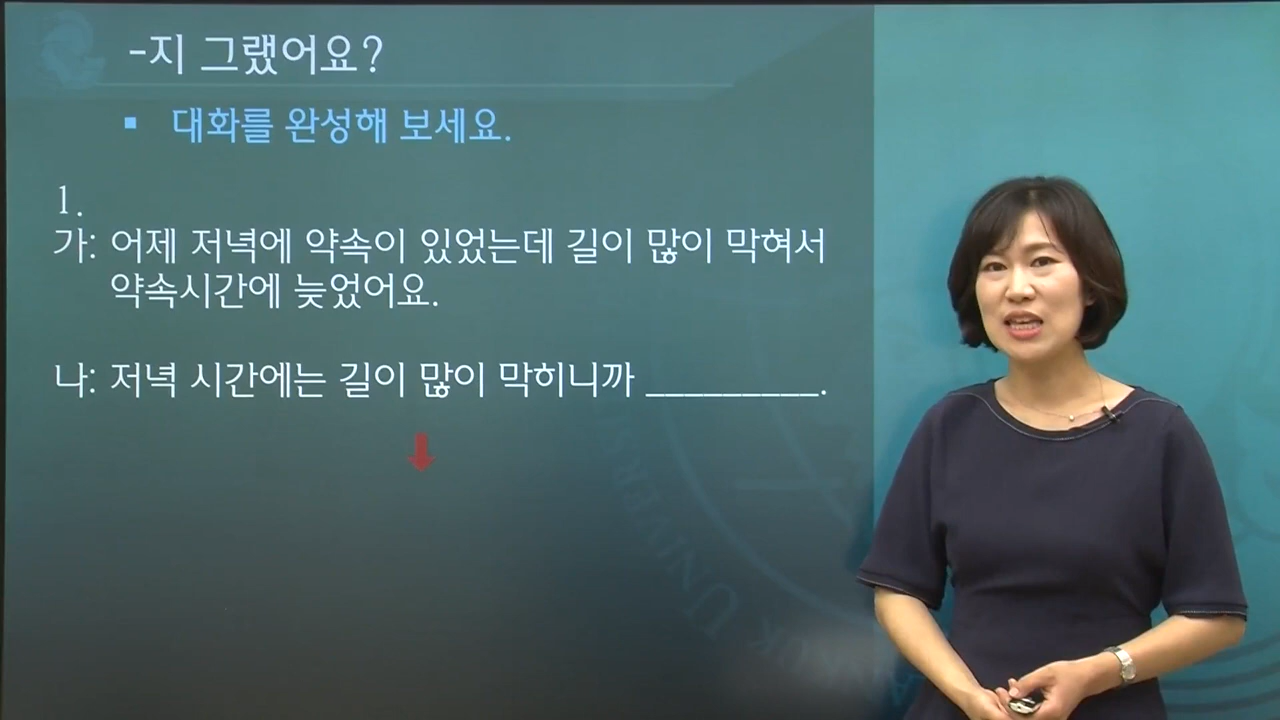 -지 그랬어요?
▪ 대화를 완성해 보세요.
1.
가: 어제 저녁에 약속이 있었는데 길이 많이 막혀서
약속시간에 늦었어요.
나: 저녁 시간에는 길이 많이 막히니까 _________.